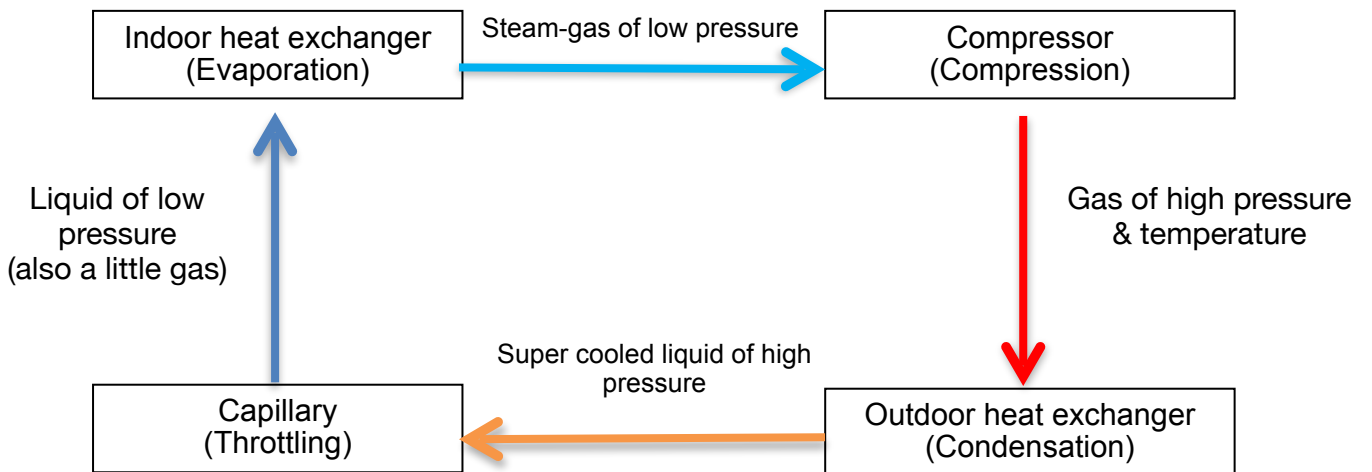 Indoor heat exchanger
(Evaporation)
Steam-gas of low pressure
Compressor
(Compression)
Liquid of low
pressure
(also a little gas)
Gas of high pressure
& temperature
Super cooled liquid of high
pressure
Capillary
(Throttling)
Outdoor heat exchanger
(Condensation)